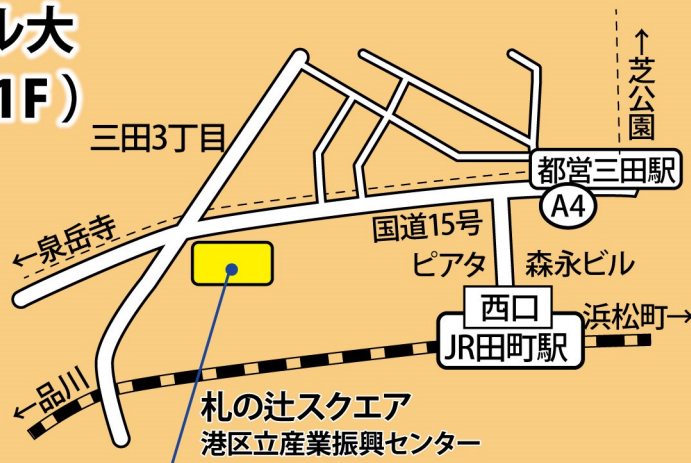 ル大
1F）
↑芝公園
三田3丁目
都営三田駅
A4
国道15号
←泉岳寺
ピアタ
森永ビル
西口
浜松町→
JR田町駅
←品川
札の辻スクエア
港区立産業振興センター